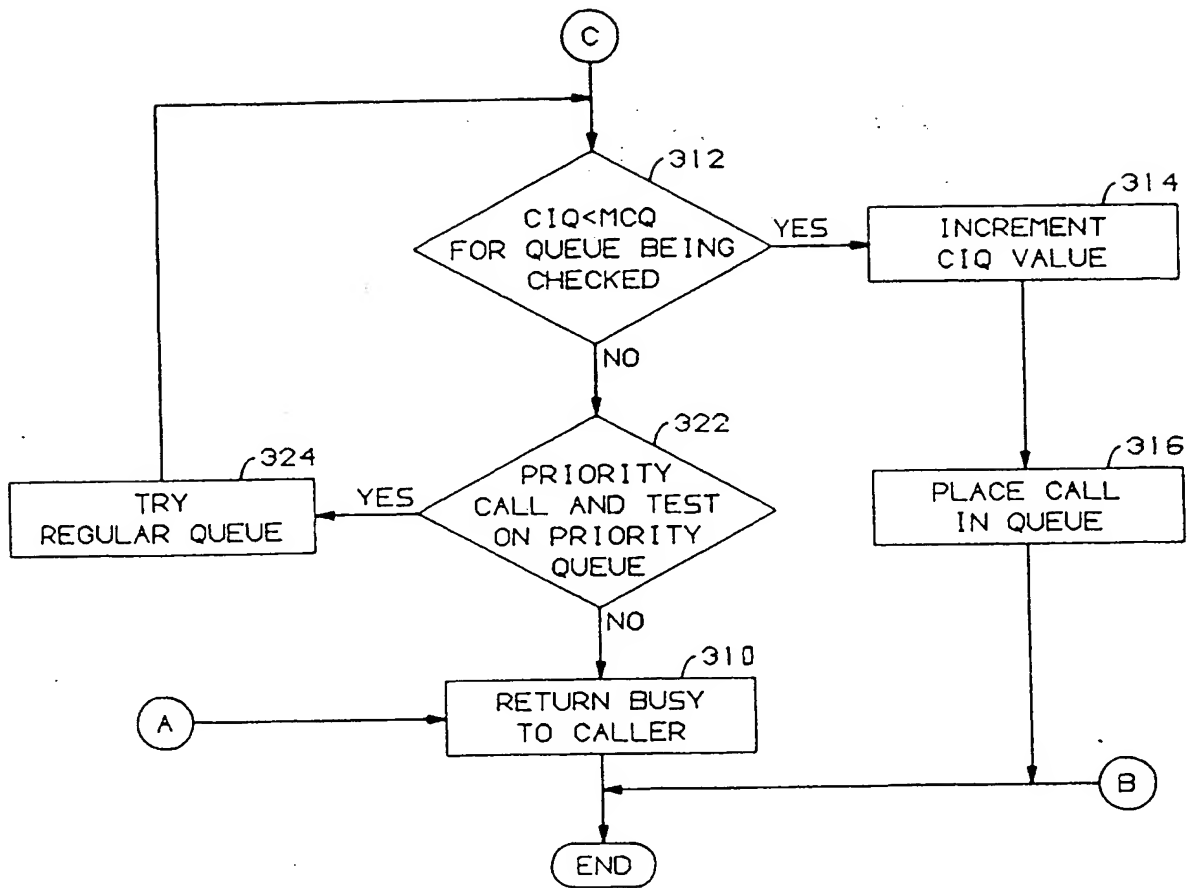 C
312
CIQ<MCQ
FOR QUEUE BEING
CHECKED
YES
314
INCREMENT
CIQ VALUE
NO
322
PRIORITY
CALL AND TEST
ON PRIORITY
QUEUE
YES
324
TRY
REGULAR QUEUE
316
PLACE CALL
IN QUEUE
NO
310
RETURN BUSY
TO CALLER
A
B
END